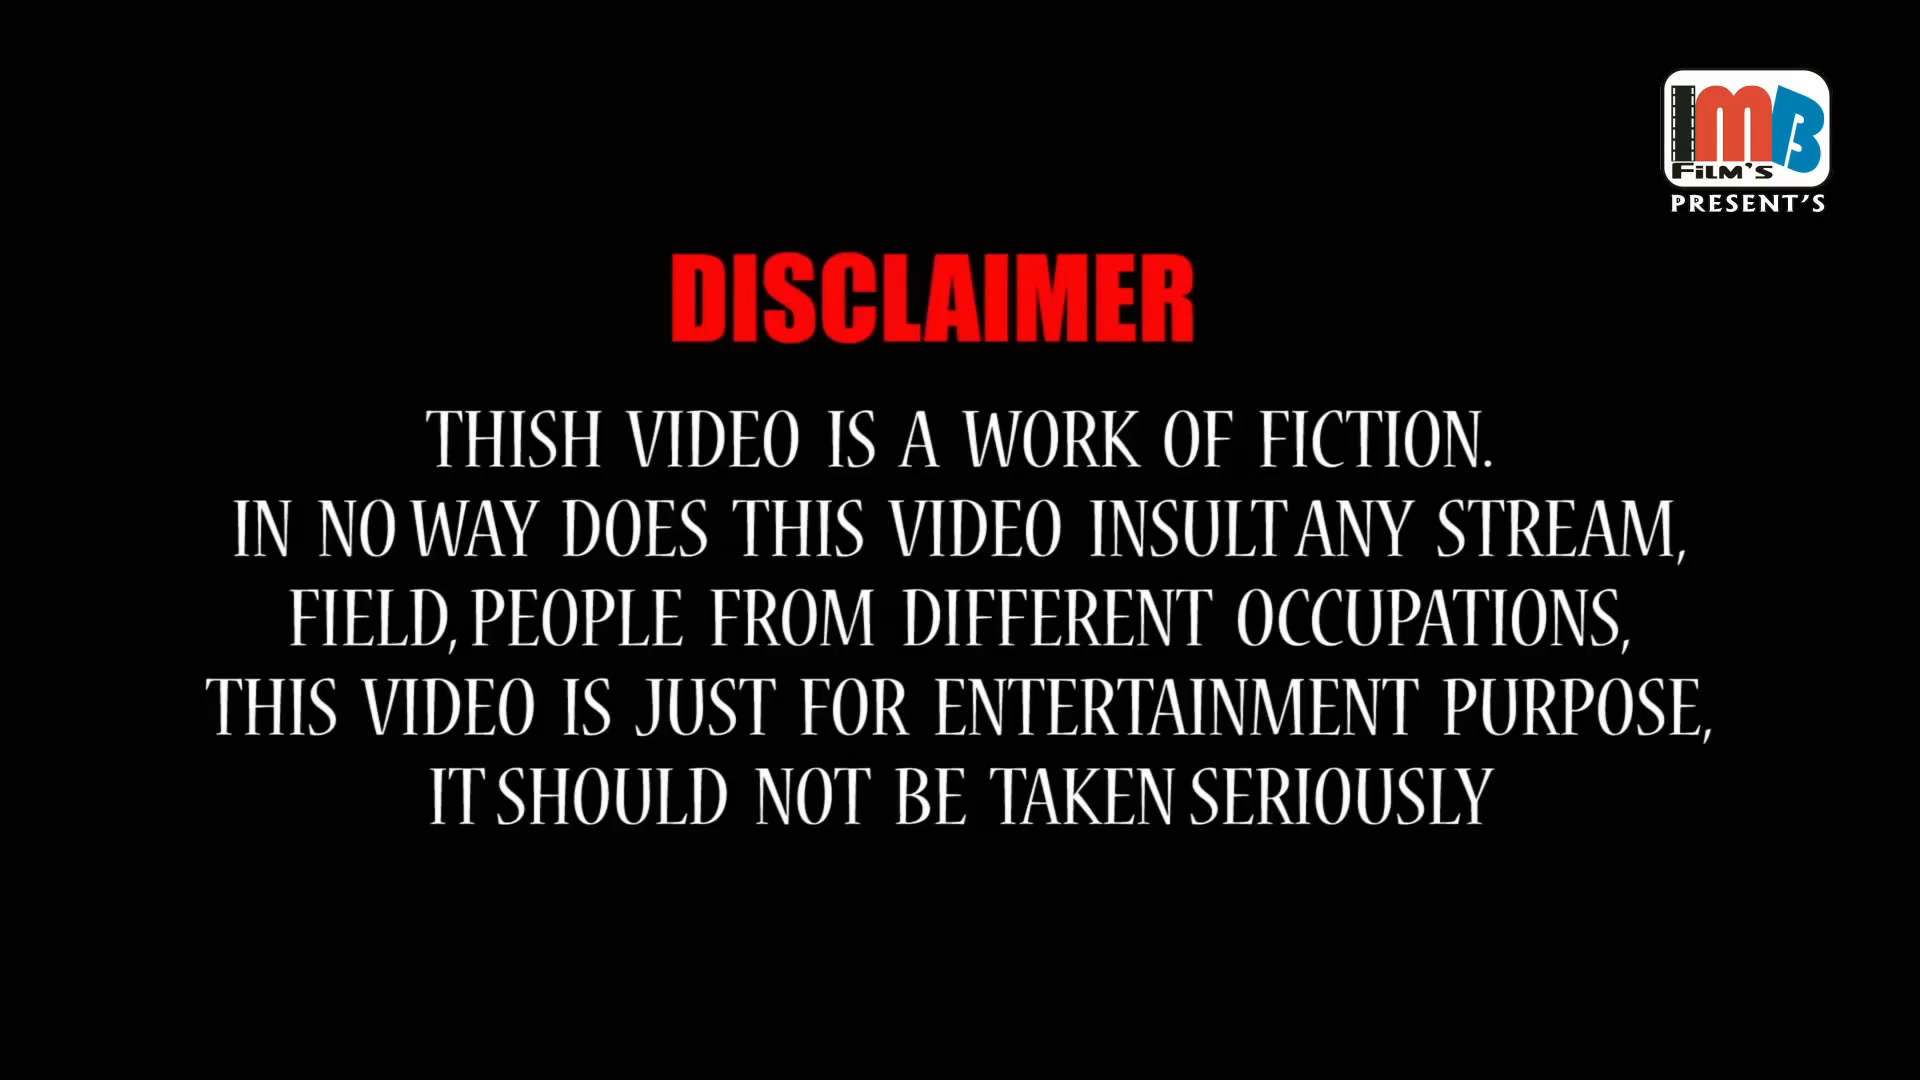 IMB
FILM'S
PRESENT'S
DISCLAIMER
THISH VIDEO IS A WORK OF FICTION.
IN NO WAY DOES THIS VIDEO INSULT ANY STREAM,
FIELD, PEOPLE FROM DIFFERENT OCCUPATIONS,
THIS VIDEO IS JUST FOR ENTERTAINMENT PURPOSE,
IT SHOULD NOT BE TAKEN SERIOUSLY